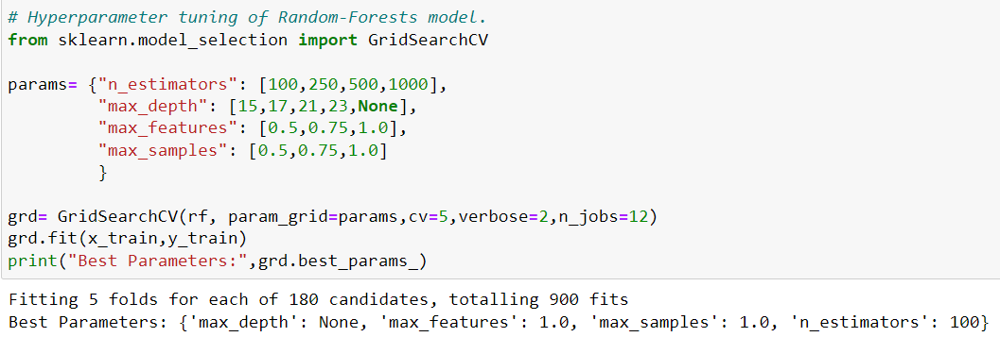 # Hyperparameter tuning of Random-Forests model.
from sklearn.model_selection import GridSearchCV
params= {"n_estimators": [100,250,500,1000],
"max_depth": [15,17,21,23,None],
"max_features": [0.5,0.75,1.0],
"max_samples": [0.5,0.75,1.0]
}
grd= GridSearchCV(rf, param_grid=params,cv=5,verbose=2,n_jobs=12)
grd.fit(x_train,y_train)
print("Best Parameters:",grd.best_params_)
Fitting 5 folds for each of 180 candidates, totalling 900 fits
Best Parameters: {'max_depth': None, 'max_features': 1.0, 'max_samples': 1.0, 'n_estimators': 100}